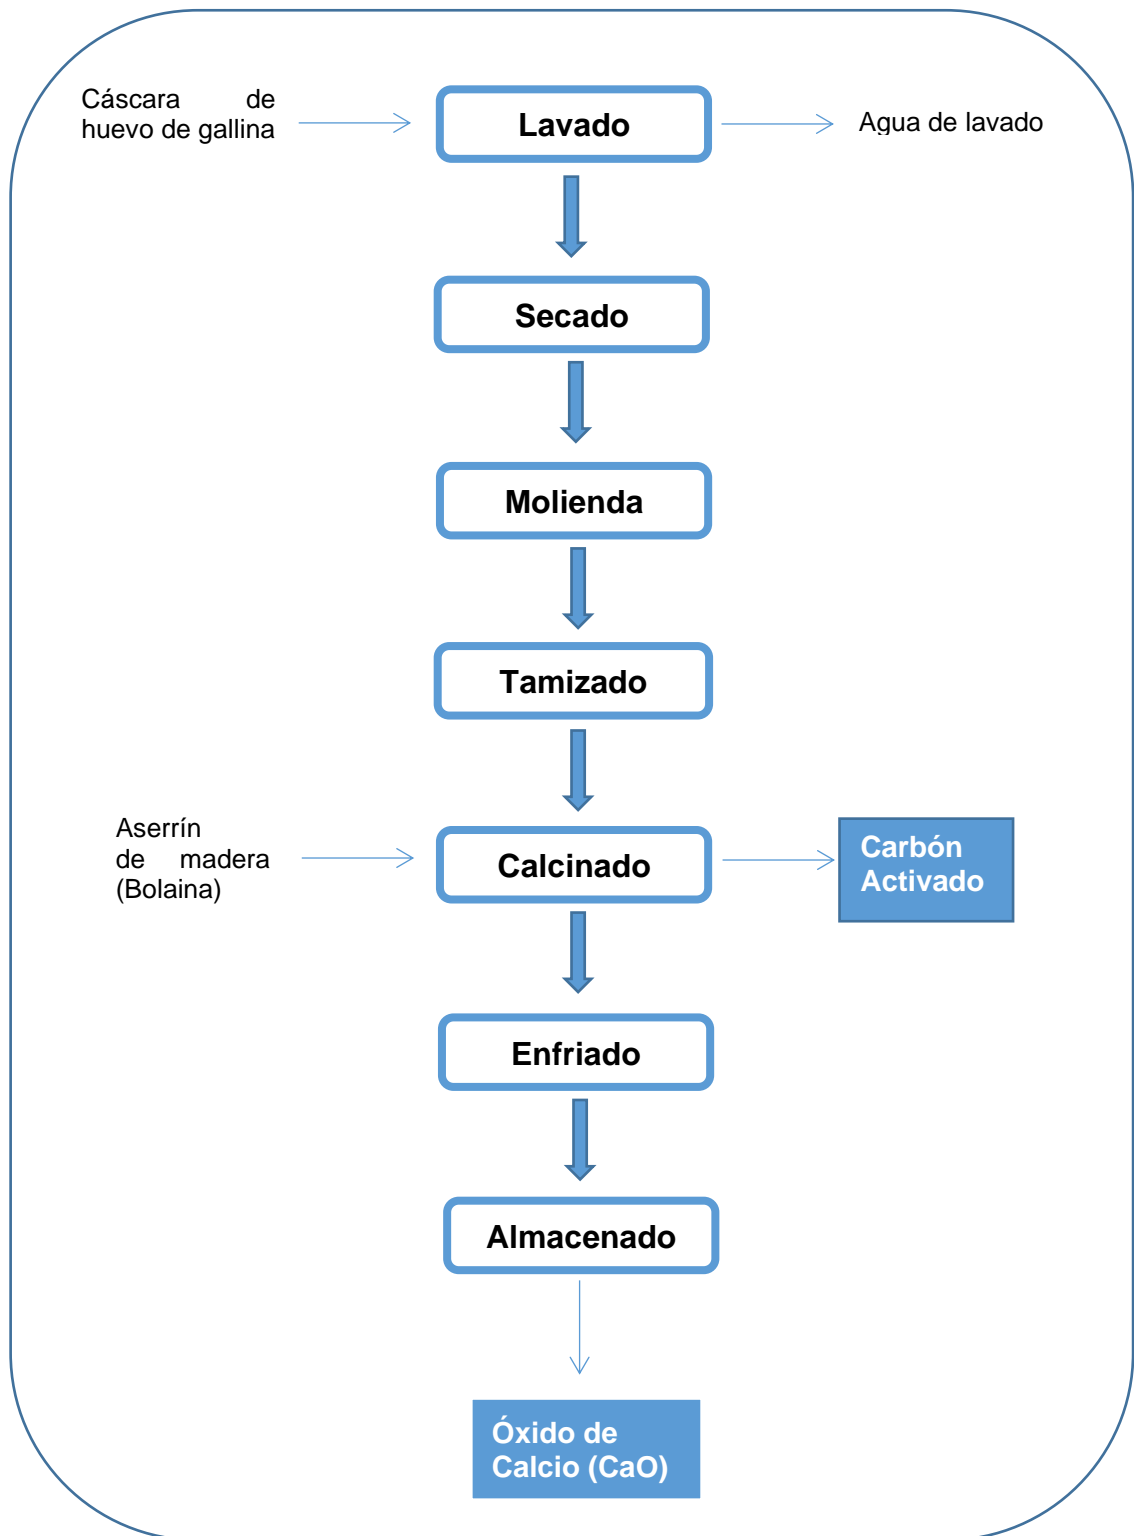 Cáscara de
huevo de gallina
Lavado
Agua de lavado
Secado
Molienda
Tamizado
Aserrín
de madera
(Bolaina)
Calcinado
Carbón
Activado
Enfriado
Almacenado
Óxido de
Calcio (CaO)